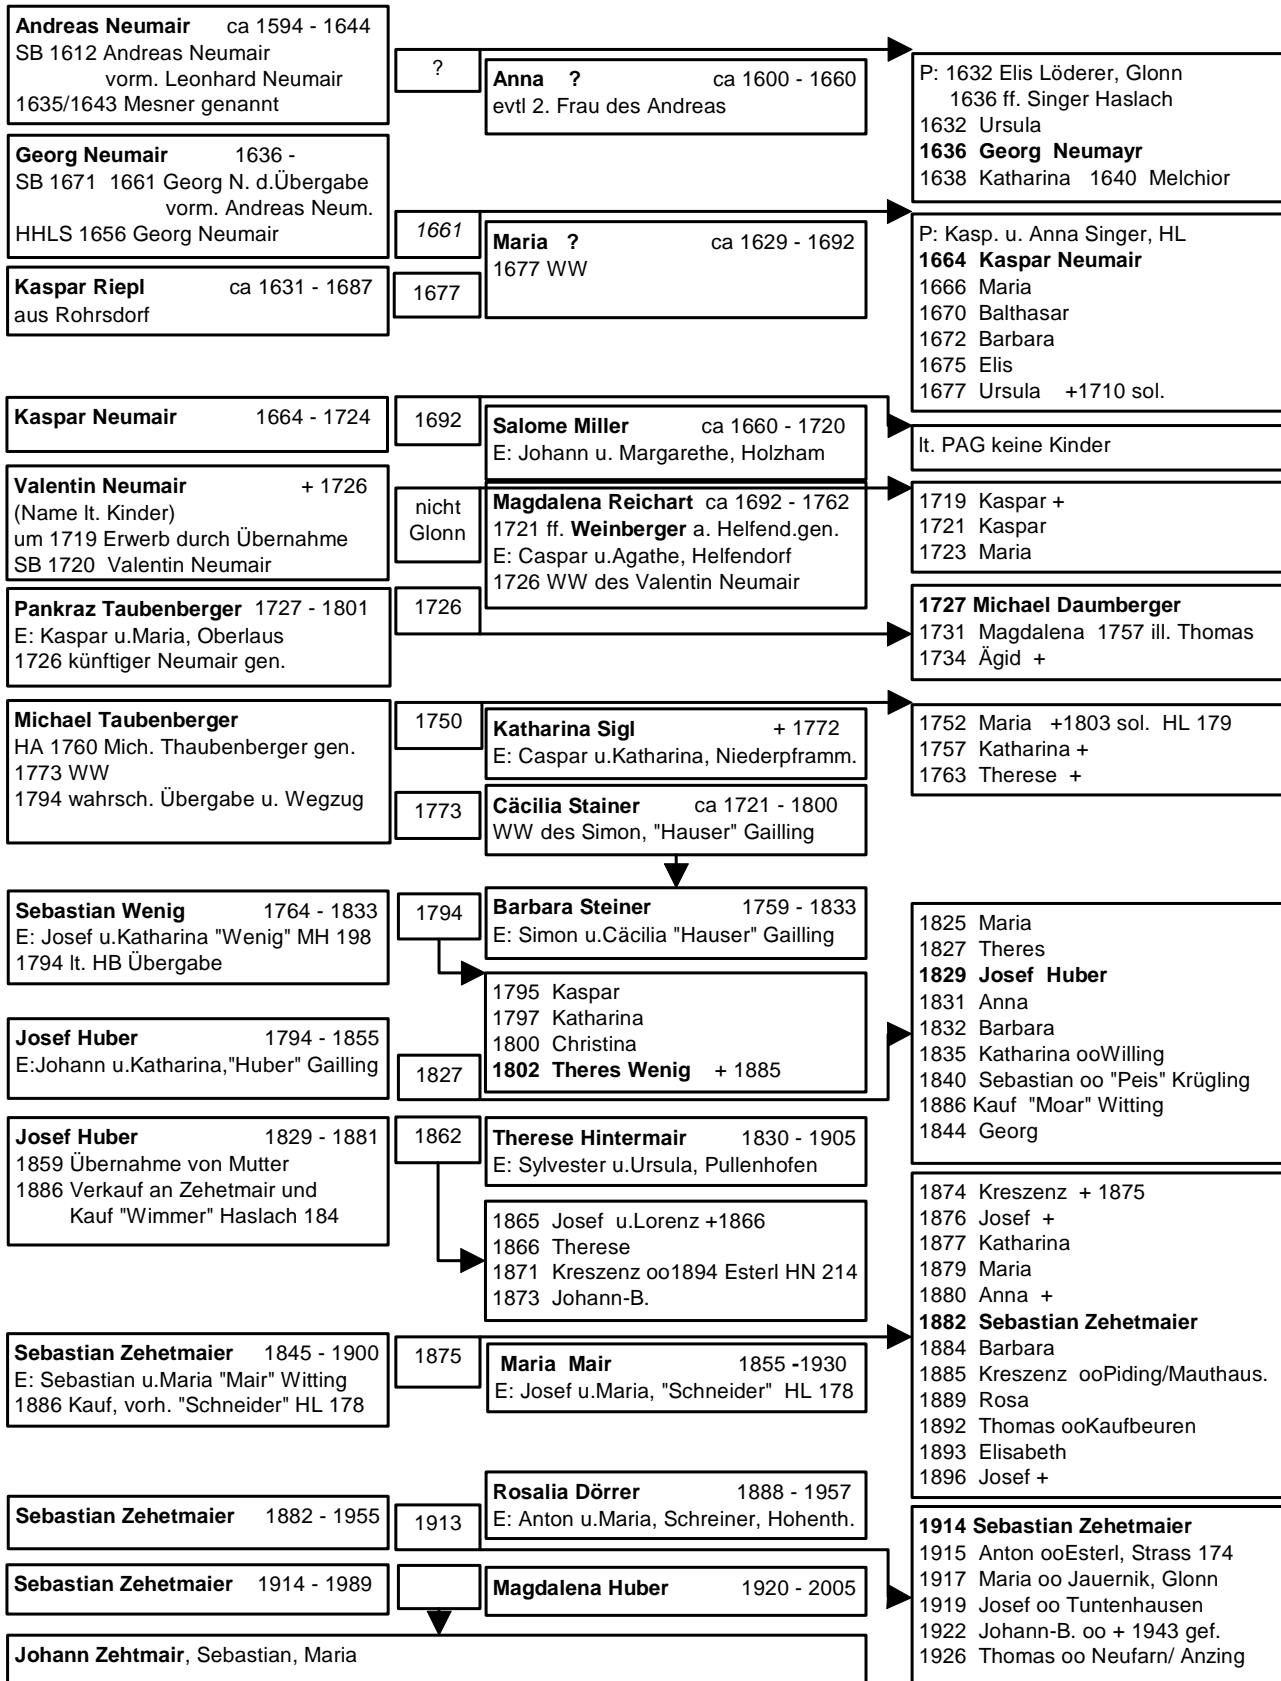 Andreas Neumair ca 1594 - 1644
SB 1612 Andreas Neumair
vorm. Leonhard Neumair
1635/1643 Mesner genannt
?
Anna ? ca 1600 - 1660
evtl 2. Frau des Andreas
P: 1632 Elis Löderer, Glonn
1636 ff. Singer Haslach
1632 Ursula
1636 Georg Neumayr
1638 Katharina 1640 Melchior
Georg Neumair 1636 -
SB 1671 1661 Georg N. d.Übergabe
vorm. Andreas Neum.
HHLS 1656 Georg Neumair
1661
Maria ? ca 1629 - 1692
1677 WW
Kaspar Riepl ca 1631 - 1687
aus Rohrsdorf
1677
P: Kasp. u. Anna Singer, HL
1664 Kaspar Neumair
1666 Maria
1670 Balthasar
1672 Barbara
1675 Elis
1677 Ursula +1710 sol.
Kaspar Neumair 1664 - 1724
1692
Salome Miller ca 1660 - 1720
E: Johann u. Margarethe, Holzham
lt. PAG keine Kinder
Valentin Neumair + 1726
(Name lt. Kinder)
um 1719 Erwerb durch Übernahme
SB 1720 Valentin Neumair
nicht
Glonn
Magdalena Reichart ca 1692 - 1762
1721 ff. Weinberger a. Helfend.gen.
E: Caspar u.Agathe, Helfendorf
1726 WW des Valentin Neumair
1719 Kaspar +
1721 Kaspar
1723 Maria
Pankraz Taubenberger 1727 - 1801
E: Kaspar u.Maria, Oberlaus
1726 künftiger Neumair gen.
1726
1727 Michael Daumberger
1731 Magdalena 1757 ill. Thomas
1734 Ägid +
Michael Taubenberger
HA 1760 Mich. Thaubenberger gen.
1773 WW
1794 wahrsch. Übergabe u. Wegzug
1750
Katharina Sigl + 1772
E: Caspar u.Katharina, Niederpframm.
1752 Maria +1803 sol. HL 179
1757 Katharina +
1763 Therese +
1773
Cäcilia Stainer ca 1721 - 1800
WW des Simon, "Hauser" Gailling
Sebastian Wenig 1764 - 1833
E: Josef u.Katharina "Wenig" MH 198
1794 lt. HB Übergabe
1794
Barbara Steiner 1759 - 1833
E: Simon u.Cäcilia "Hauser" Gailling
1795 Kaspar
1797 Katharina
1800 Christina
1802 Theres Wenig + 1885
Josef Huber 1794 - 1855
E:Johann u.Katharina,"Huber" Gailling
1827
1825 Maria
1827 Theres
1829 Josef Huber
1831 Anna
1832 Barbara
1835 Katharina ooWilling
1840 Sebastian oo "Peis" Krügling
1886 Kauf "Moar" Witting
1844 Georg
Josef Huber 1829 - 1881
1859 Übernahme von Mutter
1886 Verkauf an Zehetmair und
Kauf "Wimmer" Haslach 184
1862
Therese Hintermair 1830 - 1905
E: Sylvester u.Ursula, Pullenhofen
1865 Josef u.Lorenz +1866
1866 Therese
1871 Kreszenz oo1894 Esterl HN 214
1873 Johann-B.
Sebastian Zehetmaier 1845 - 1900
E: Sebastian u.Maria "Mair" Witting
1886 Kauf, vorh. "Schneider" HL 178
1875
Maria Mair 1855 -1930
E: Josef u.Maria, "Schneider" HL 178
1874 Kreszenz + 1875
1876 Josef +
1877 Katharina
1879 Maria
1880 Anna +
1882 Sebastian Zehetmaier
1884 Barbara
1885 Kreszenz ooPiding/Mauthaus.
1889 Rosa
1892 Thomas ooKaufbeuren
1893 Elisabeth
1896 Josef +
Sebastian Zehetmaier 1882 - 1955
1913
Rosalia Dörrer 1888 - 1957
E: Anton u.Maria, Schreiner, Hohenth.
1914 Sebastian Zehetmaier
1915 Anton ooEsterl, Strass 174
1917 Maria oo Jauernik, Glonn
1919 Josef oo Tuntenhausen
1922 Johann-B. oo + 1943 gef.
1926 Thomas oo Neufarn/ Anzing
Sebastian Zehetmaier 1914 - 1989
Magdalena Huber 1920 - 2005
Johann Zehtmair, Sebastian, Maria